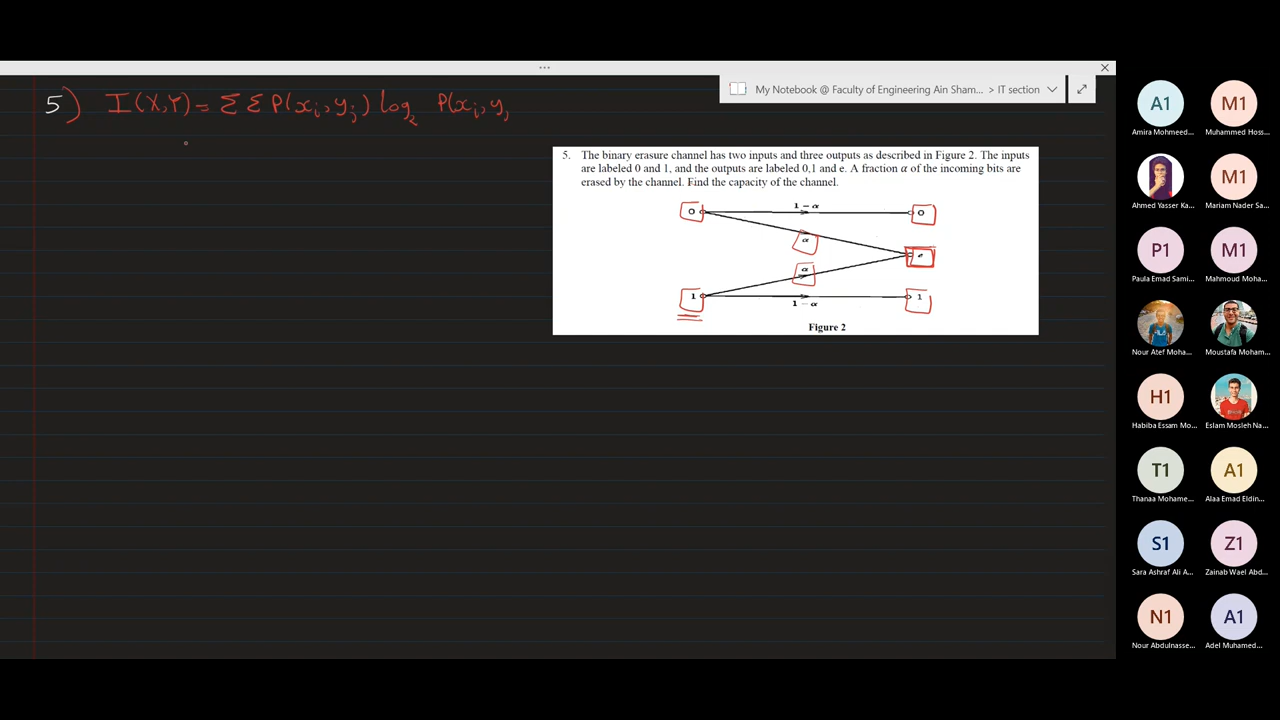 5) I(X,Y) = Σ Σ P(xi, yj) log2 P(xi, yj
My Notebook @ Faculty of Engineering Ain Sham... > IT section
5. The binary erasure channel has two inputs and three outputs as described in Figure 2. The inputs
are labeled 0 and 1, and the outputs are labeled 0,1 and e. A fraction α of the incoming bits are
erased by the channel. Find the capacity of the channel.
1 − α
0
0
α
e
α
1
1
1 − α
Figure 2
A1
M1
Amira Mohmeed...
Muhammed Hoss...
M1
Ahmed Yasser Ka...
Mariam Nader Sa...
P1
M1
Paula Emad Sami...
Mahmoud Moha...
Nour Atef Moha...
Moustafa Moham...
H1
Habiba Essam Mo...
Eslam Mosleh Na...
T1
A1
Thanaa Mohame...
Alaa Emad Eldin...
S1
Z1
Sara Ashraf Ali A...
Zainab Wael Abd...
N1
A1
Nour Abdulnasse...
Adel Muhamed...